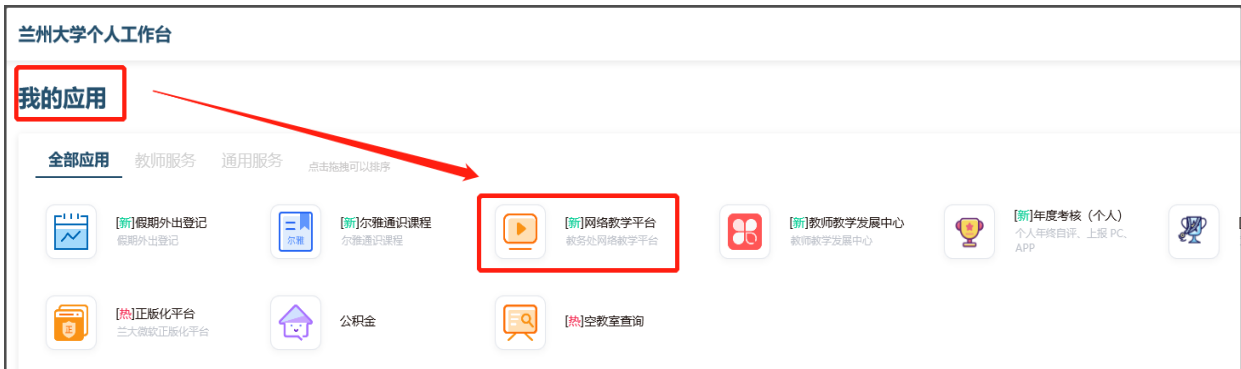 兰州大学个人工作台
我的应用
全部应用 教师服务 通用服务 点击拖拽可以排序
[新]假期外出登记
假期外出登记
尔雅
[新]尔雅通识课程
尔雅通识课程
[新]网络教学平台
教务处网络教学平台
[新]教师教学发展中心
教师教学发展中心
[新]年度考核（个人）
个人年终自评、上报 PC、
APP
正
[热]正版化平台
兰大微软正版化平台
公积金
[热]空教室查询